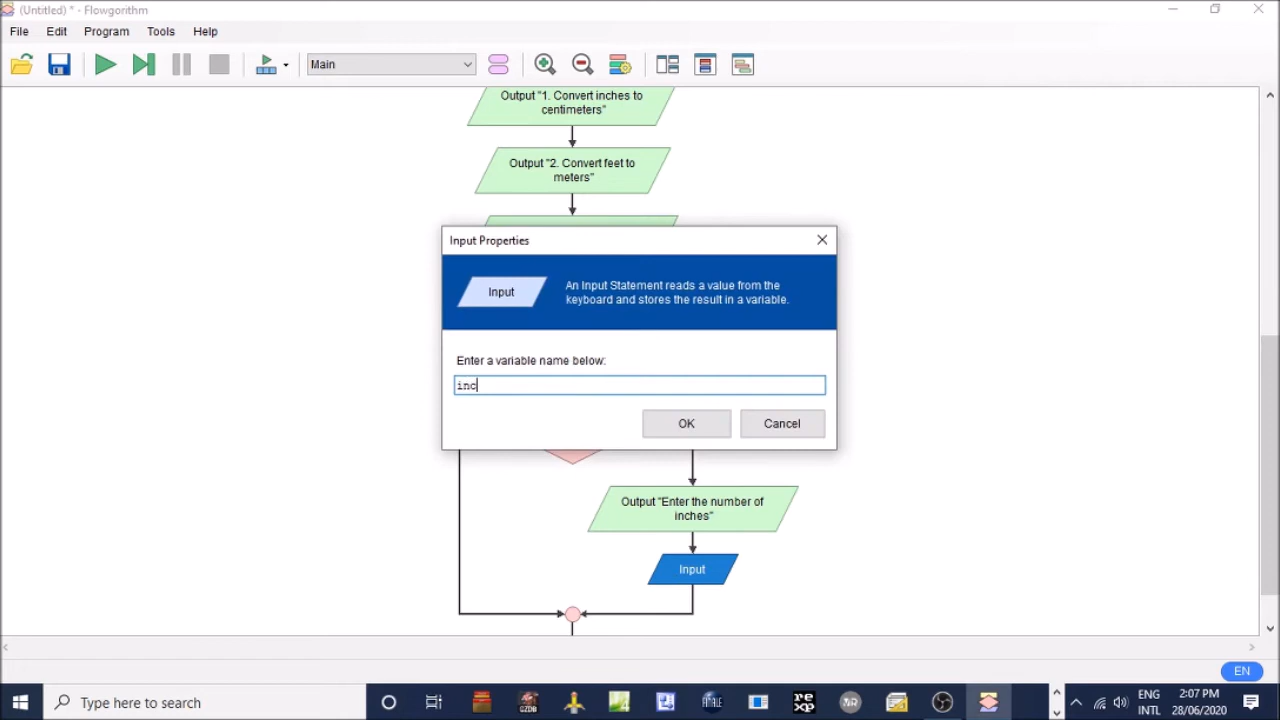 (Untitled) * - Flowgorithm
File Edit Program Tools Help
Main
Output "1. Convert inches to
centimeters"
Output "2. Convert feet to
meters"
Input Properties
Input
An Input Statement reads a value from the
keyboard and stores the result in a variable.
Enter a variable name below:
inc
OK Cancel
Output "Enter the number of
inches"
Input
EN
Type here to search
ENG
INTL
2:07 PM
28/06/2020